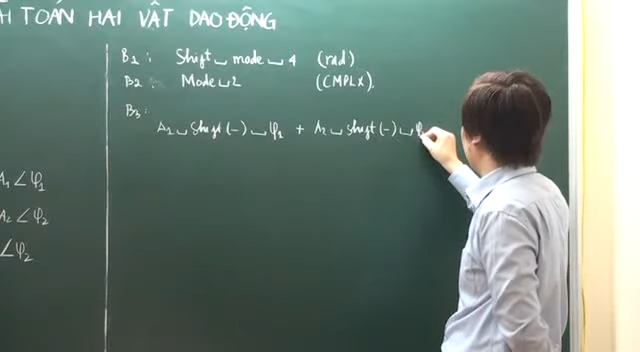 H TOÁN HAI VẬT DAO ĐỘNG
B1: Shift ␣ mode ␣ 4 (rad)
B2: Mode ␣ 2 (CMPLX).
B3:
A1 ␣ shift (-) ␣ φ1 + A2 ␣ shift (-) ␣ φ
A1 ∠ φ1
A2 ∠ φ2
∠ φ2